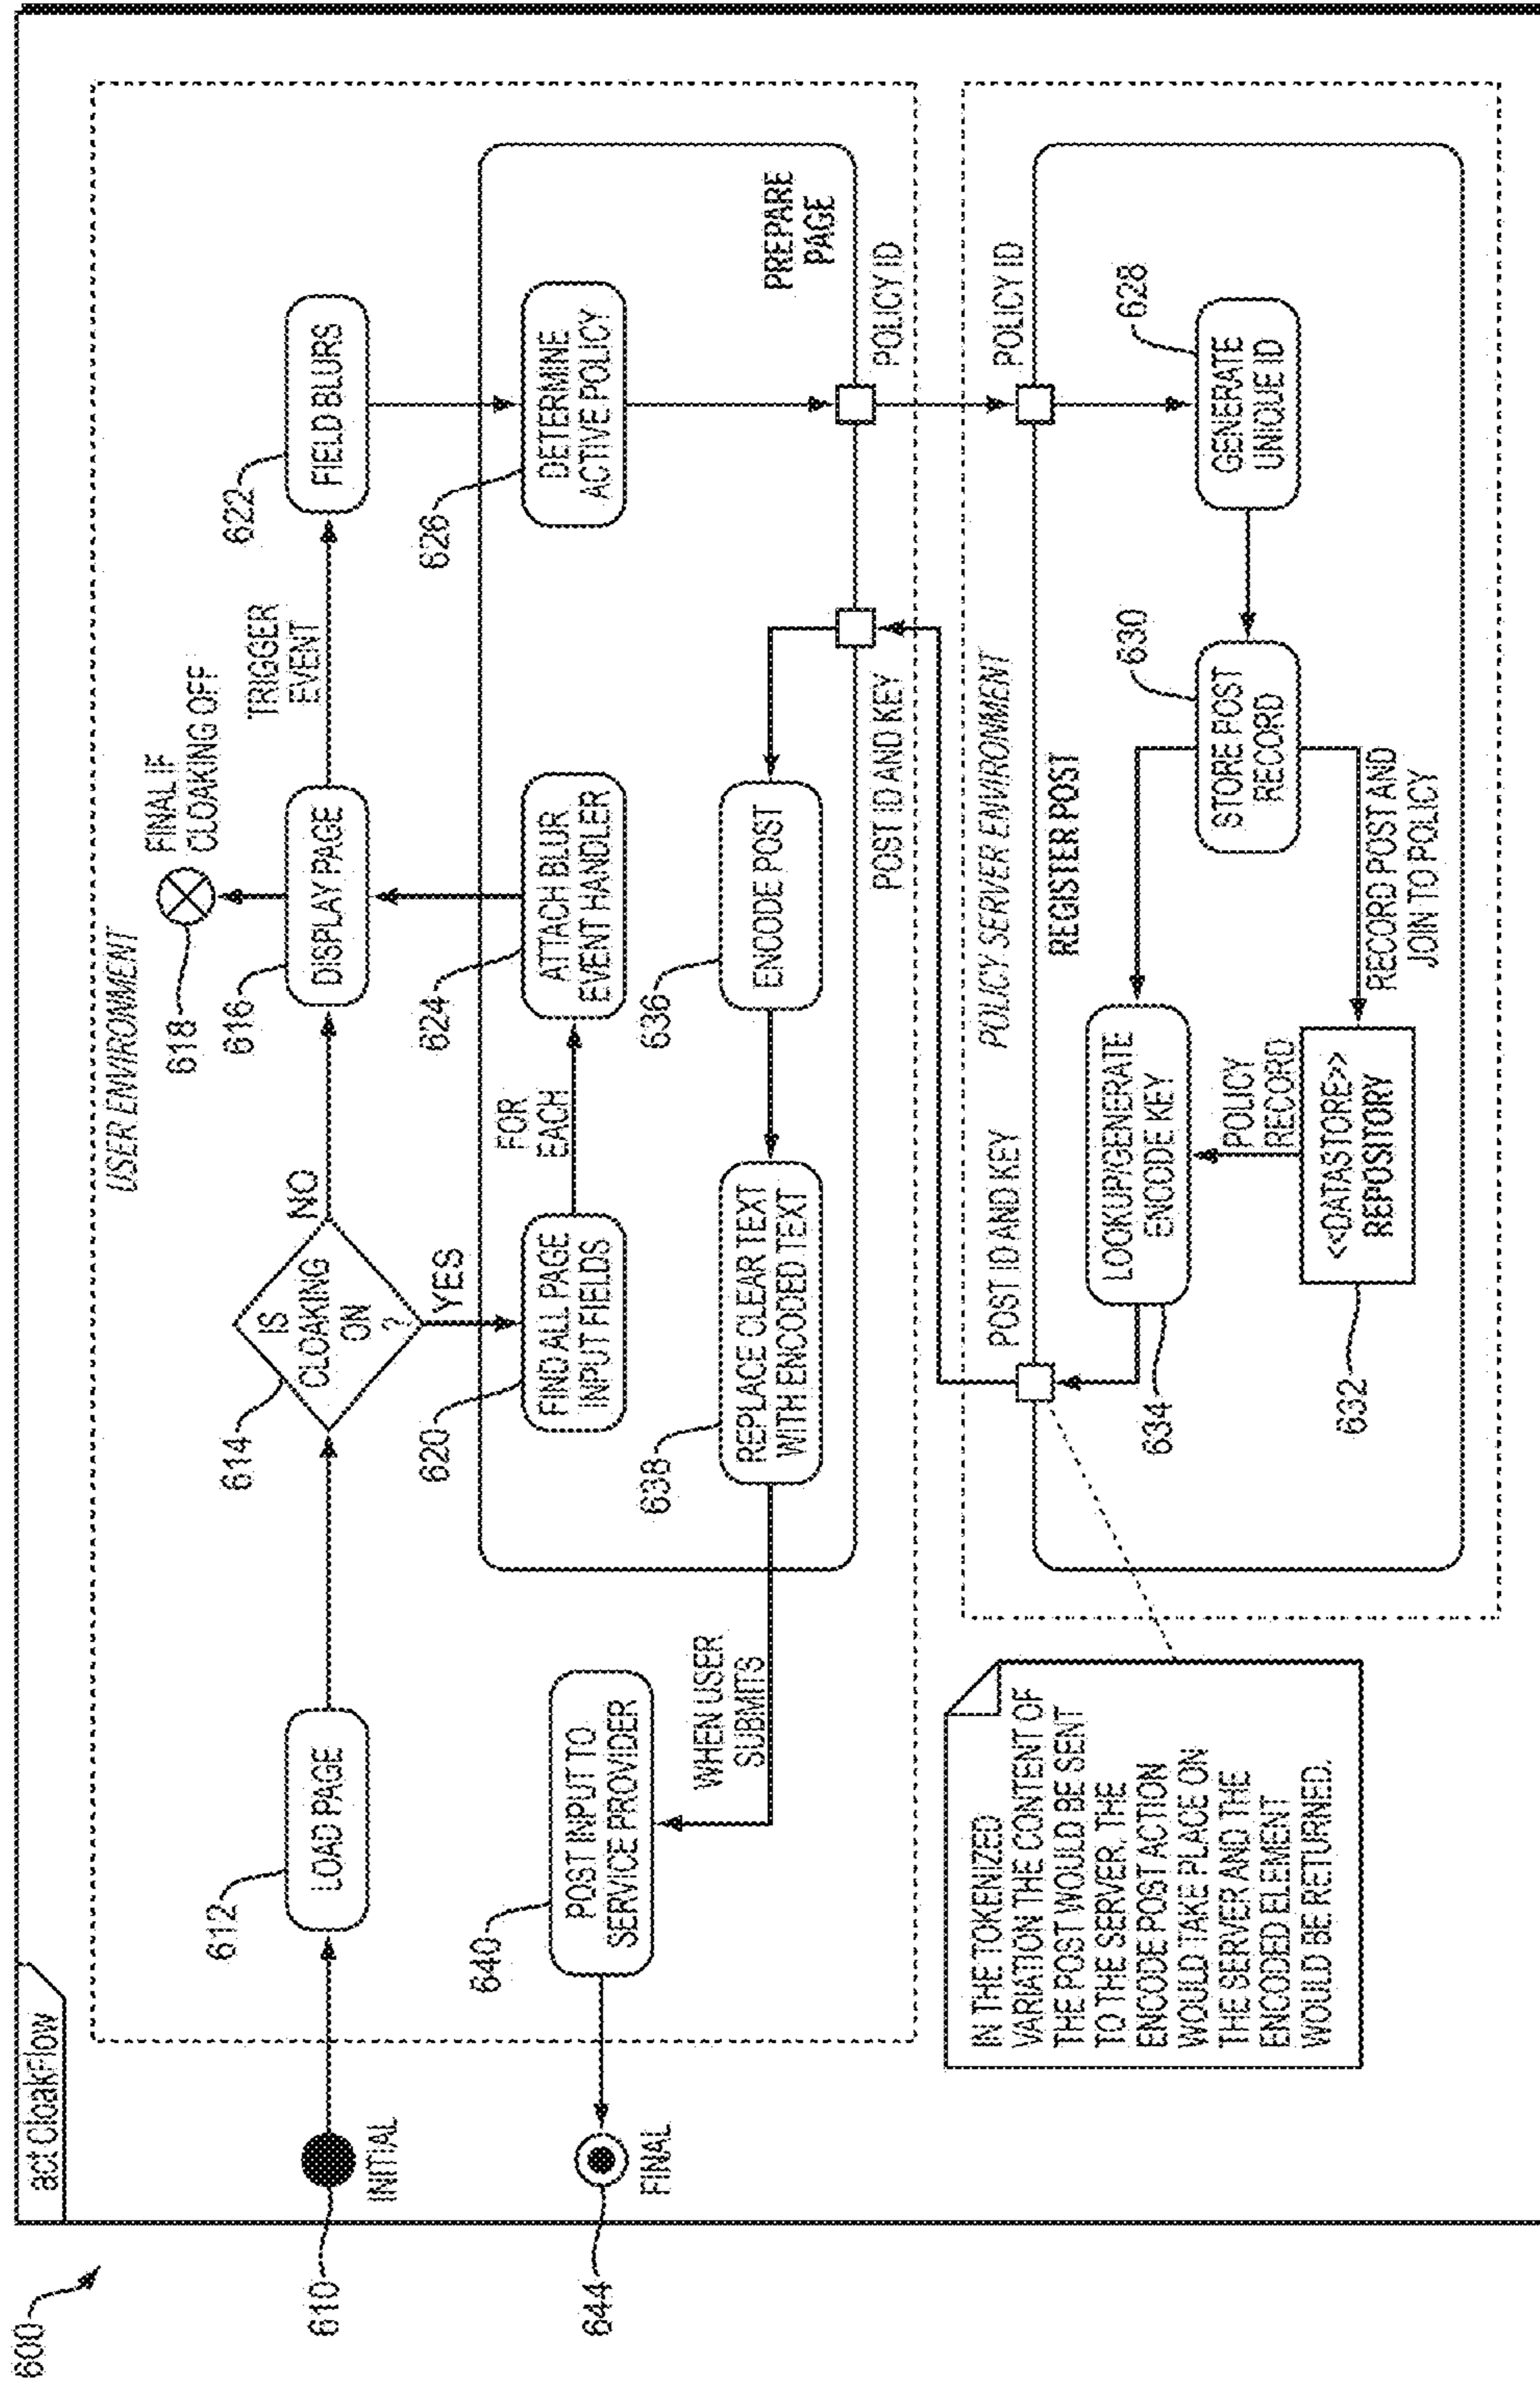 600
act CloakFlow
610
INITIAL
612
LOAD PAGE
614
IS
CLOAKING
ON
?
NO
YES
USER ENVIRONMENT
616
DISPLAY PAGE
618
FINAL IF
CLOAKING OFF
TRIGGER
EVENT
622
FIELD BLURS
620
FIND ALL PAGE
INPUT FIELDS
FOR
EACH
624
ATTACH BLUR
EVENT HANDLER
626
DETERMINE
ACTIVE POLICY
PREPARE
PAGE
POLICY ID
644
FINAL
640
POST INPUT TO
SERVICE PROVIDER
WHEN USER
SUBMITS
638
REPLACE CLEAR TEXT
WITH ENCODED TEXT
636
ENCODE POST
POST ID AND KEY
POLICY SERVER ENVIRONMENT
POST ID AND KEY
POLICY ID
REGISTER POST
628
GENERATE
UNIQUE ID
630
STORE POST
RECORD
634
LOOKUP/GENERATE
ENCODE KEY
POLICY
RECORD
RECORD POST AND
JOIN TO POLICY
632
<<DATASTORE>>
REPOSITORY
IN THE TOKENIZED
VARIATION THE CONTENT OF
THE POST WOULD BE SENT
TO THE SERVER. THE
ENCODE POST ACTION
WOULD TAKE PLACE ON
THE SERVER AND THE
ENCODED ELEMENT
WOULD BE RETURNED.